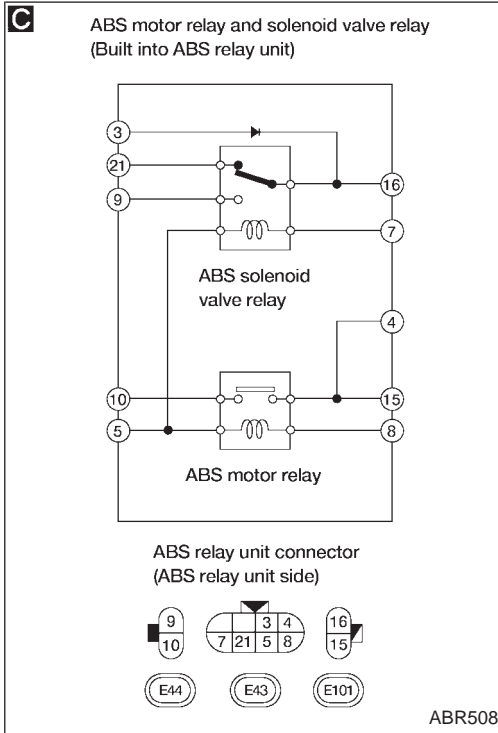 C
ABS motor relay and solenoid valve relay
(Built into ABS relay unit)
3
21
16
9
7
ABS solenoid
valve relay
4
10
15
5
8
ABS motor relay
ABS relay unit connector
(ABS relay unit side)
9 3 4 16
10 7 21 5 8 15
E44 E43 E101
ABR508